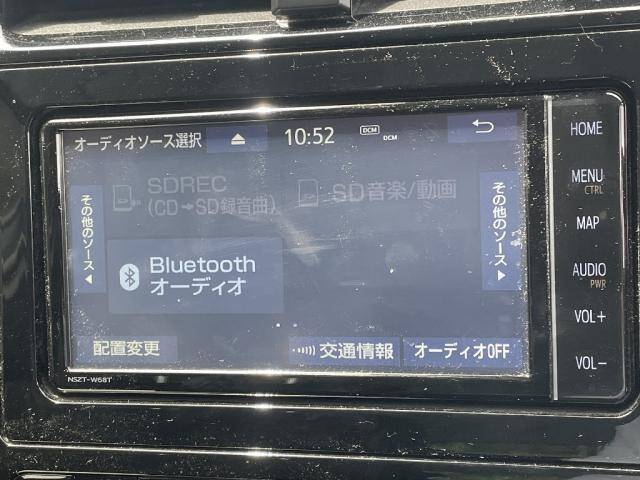 オーディオソース選択
10:52
DCM
DCM
SDREC
(CD→SD録音曲)
SD音楽/動画
その他のソース
その他のソース
Bluetooth
オーディオ
配置変更
交通情報
オーディオOFF
NSZT-W68T
HOME
MENU
CTRL
MAP
AUDIO
PWR
VOL+
VOL-